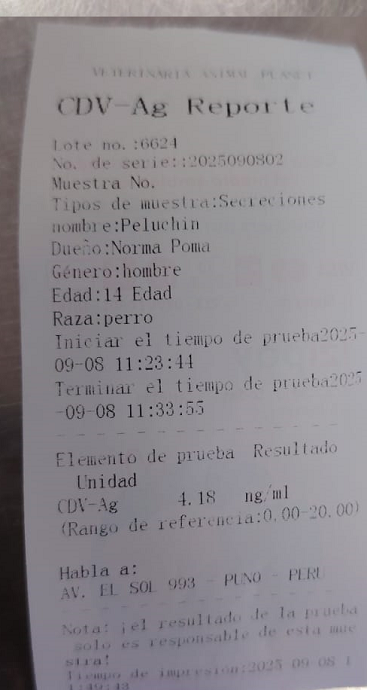 VETERINARIA ANIMAL PLANET
CDV-Ag Reporte
Lote no.:6624
No. de serie::2025090802
Muestra No.
Tipos de muestra:Secreciones
nombre:Peluchin
Dueño:Norma Poma
Género:hombre
Edad:14 Edad
Raza:perro
Iniciar el tiempo de prueba2025-
09-08 11:23:44
Terminar el tiempo de prueba2025
-09-08 11:33:55
Elemento de prueba Resultado
Unidad
CDV-Ag 4.18 ng/ml
(Rango de referencia:0.00-20.00)
Habla a:
AV. EL SOL 993 - PUNO - PERU
Nota: ¡el resultado de la prueba
solo es responsable de esta mue
stra!
Tiempo de impresión:2025-09-08 1